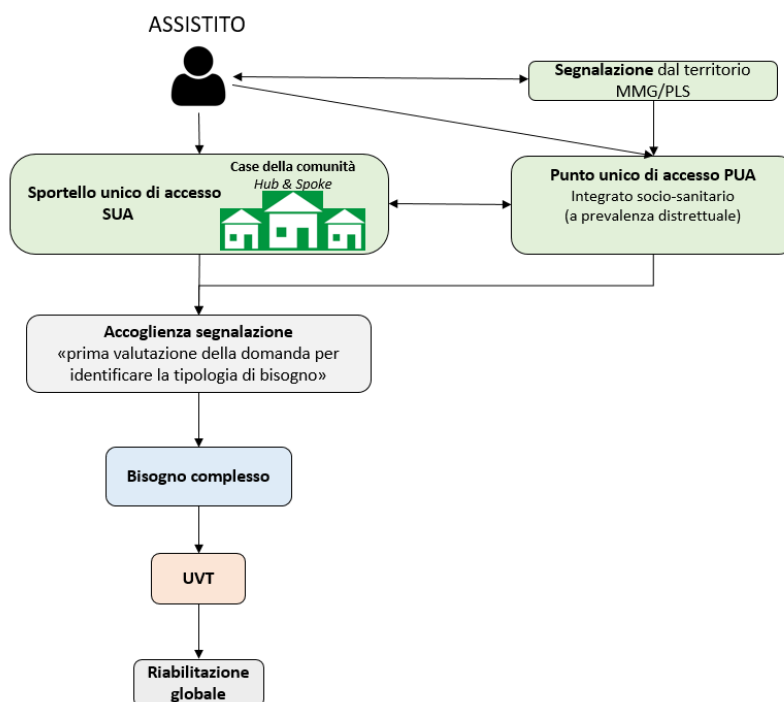 ASSISTITO
Segnalazione dal territorio
MMG/PLS
Sportello unico di accesso
SUA
Case della comunità
Hub & Spoke
Punto unico di accesso PUA
Integrato socio-sanitario
(a prevalenza distrettuale)
Accoglienza segnalazione
«prima valutazione della domanda per
identificare la tipologia di bisogno»
Bisogno complesso
UVT
Riabilitazione
globale